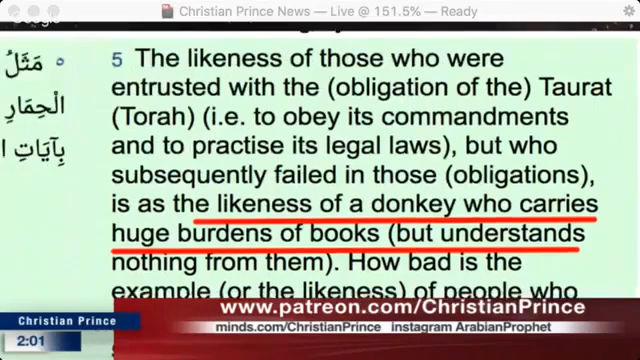 Christian Prince News — Live @ 151.5% — Ready
٥ مَثَلُ
الْحِمَارِ
بِآيَاتِ
5 The likeness of those who were
entrusted with the (obligation of the) Taurat
(Torah) (i.e. to obey its commandments
and to practise its legal laws), but who
subsequently failed in those (obligations),
is as the likeness of a donkey who carries
huge burdens of books (but understands
nothing from them). How bad is the
example (or the likeness) of people who
www.patreon.com/ChristianPrince
Christian Prince
minds.com/ChristianPrince instagram ArabianProphet
2:01